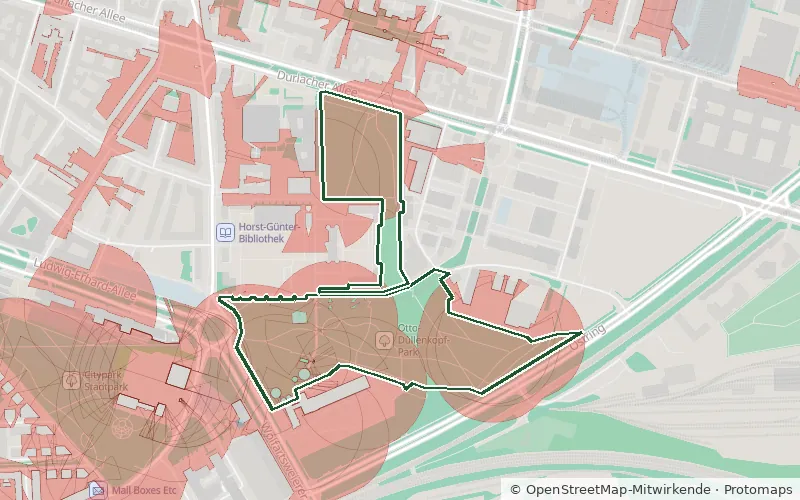 Durlacher Allee
Durlacher Allee
Horst-Günter-
Bibliothek
Ludwig-Erhard-Allee
Otto-
Dullenkopf-
Park
Ostring
Citypark
Stadtpark
Wolfartsweierer
Mail Boxes Etc
© OpenStreetMap-Mitwirkende · Protomaps